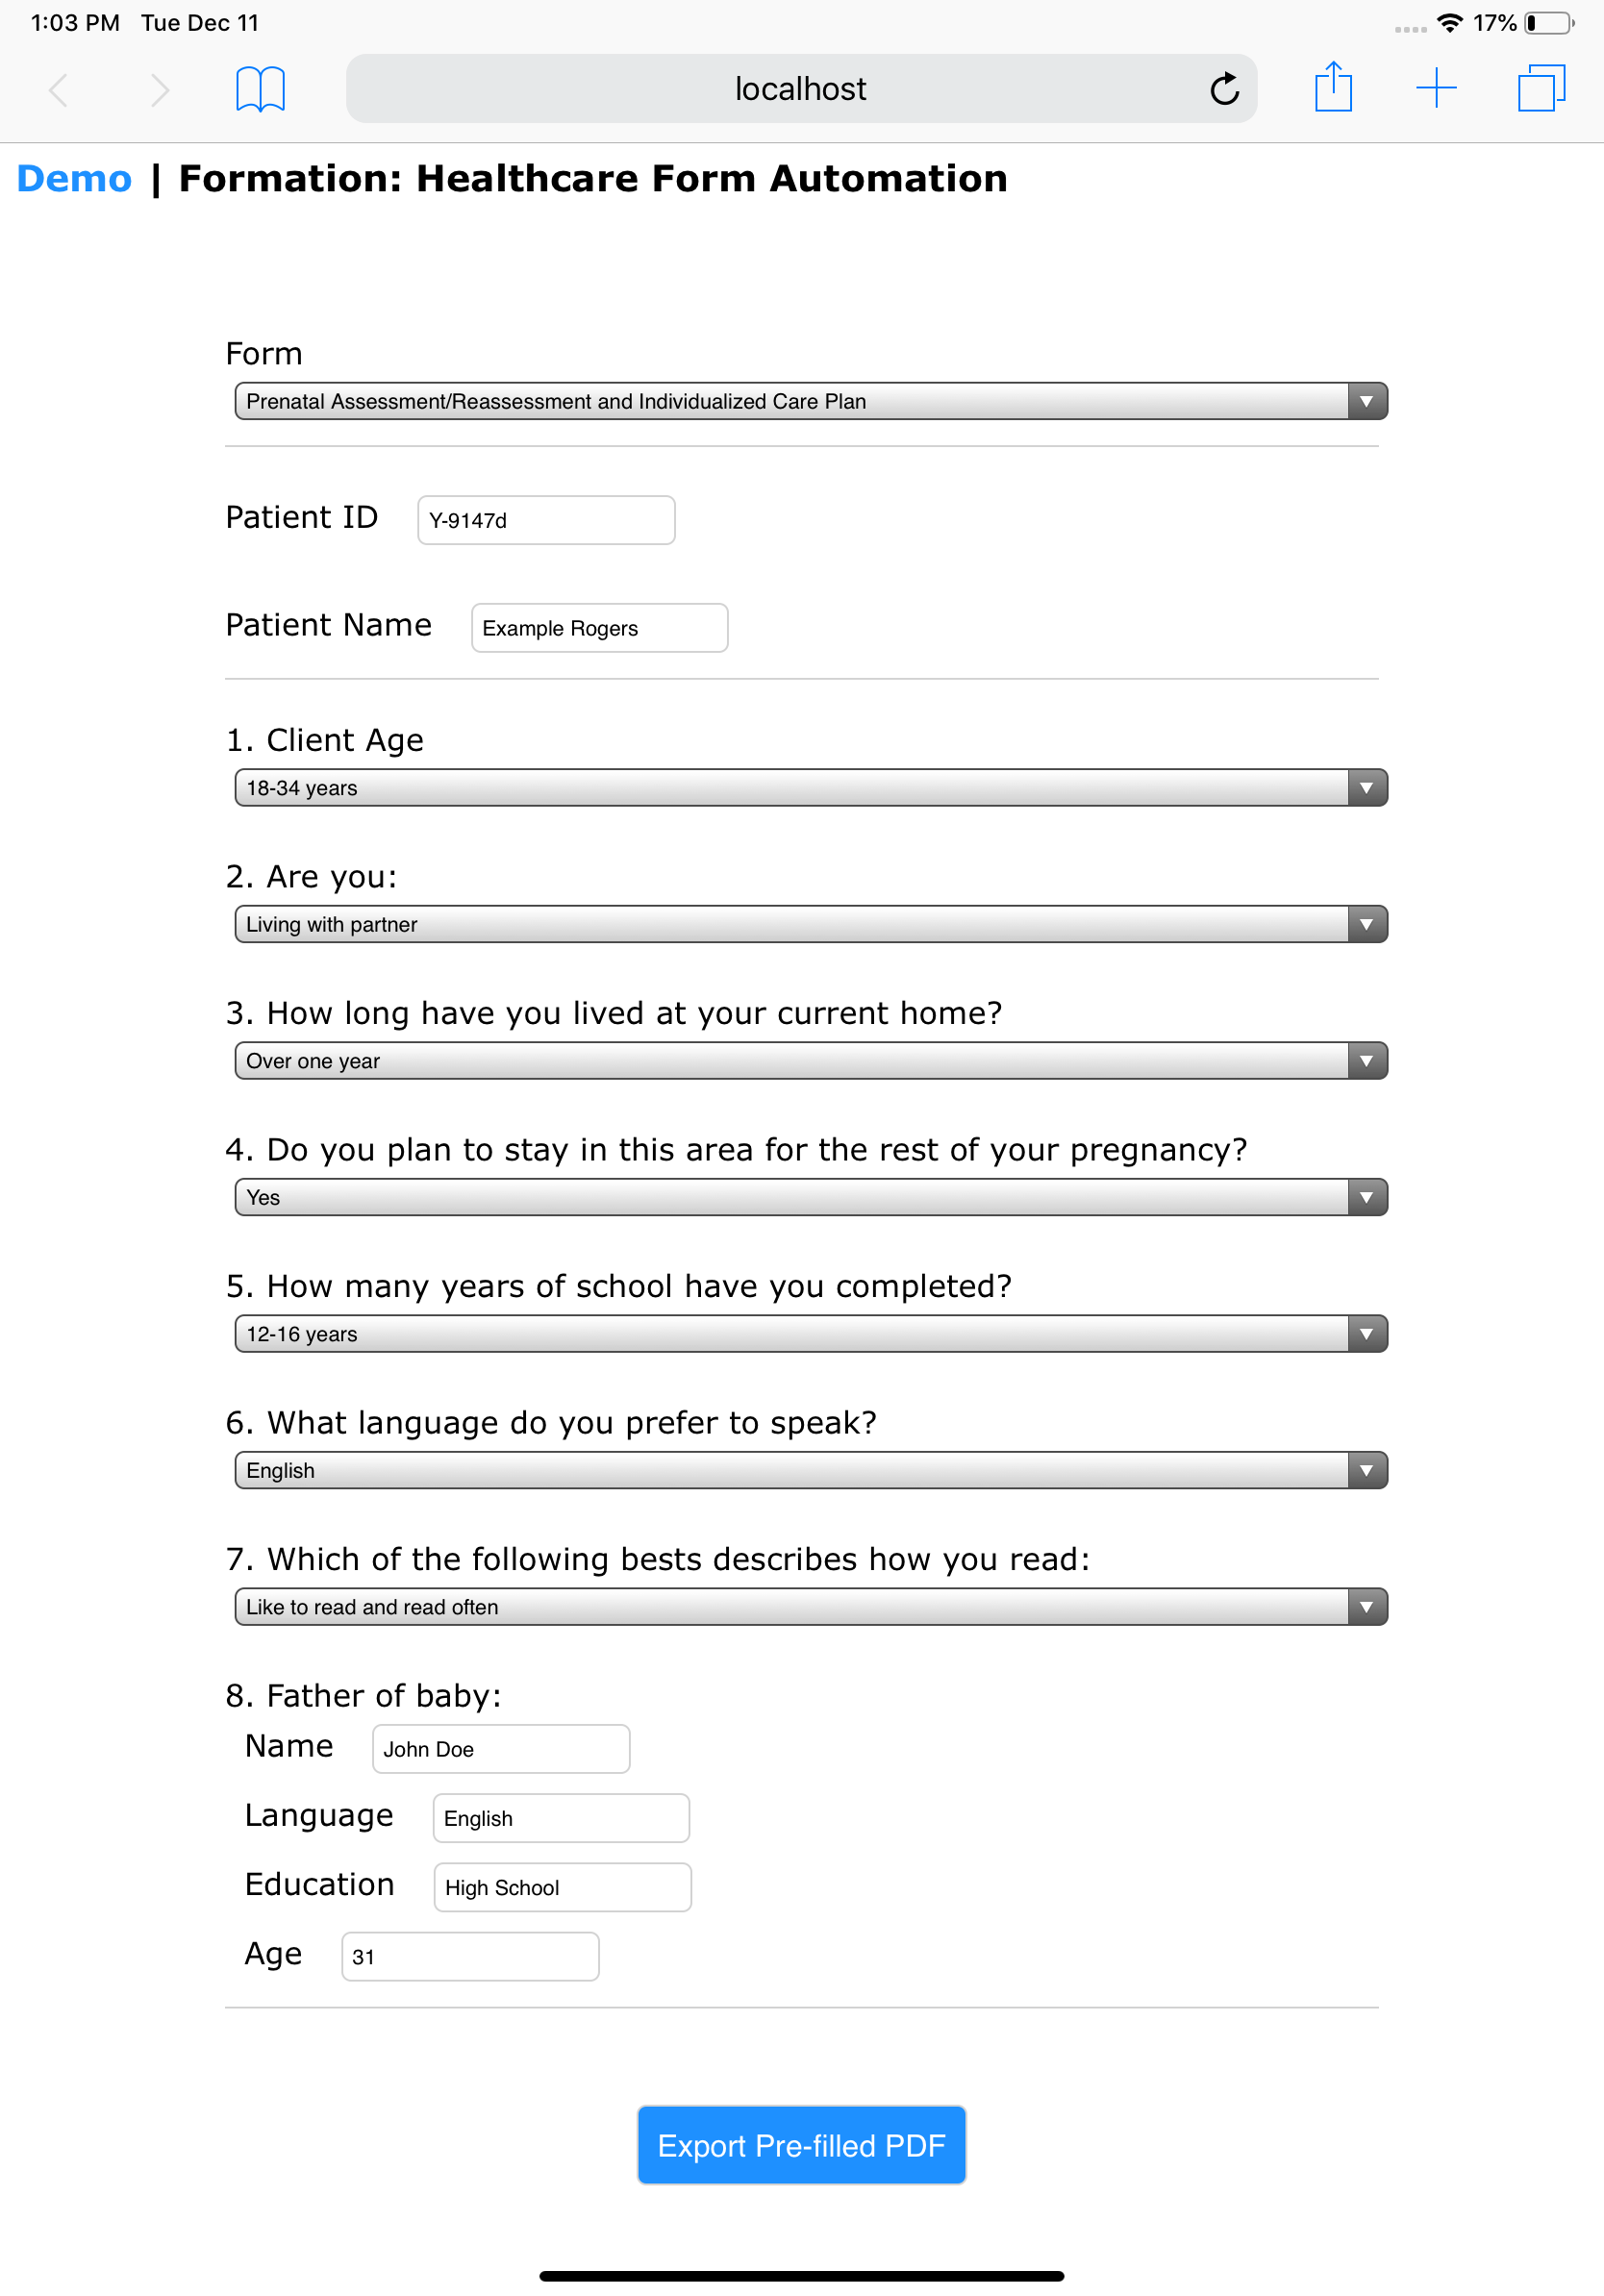 1:03 PM Tue Dec 11 17%
localhost
Demo | Formation: Healthcare Form Automation
Form
Prenatal Assessment/Reassessment and Individualized Care Plan
Patient ID Y-9147d
Patient Name Example Rogers
1. Client Age
18-34 years
2. Are you:
Living with partner
3. How long have you lived at your current home?
Over one year
4. Do you plan to stay in this area for the rest of your pregnancy?
Yes
5. How many years of school have you completed?
12-16 years
6. What language do you prefer to speak?
English
7. Which of the following bests describes how you read:
Like to read and read often
8. Father of baby:
Name John Doe
Language English
Education High School
Age 31
Export Pre-filled PDF